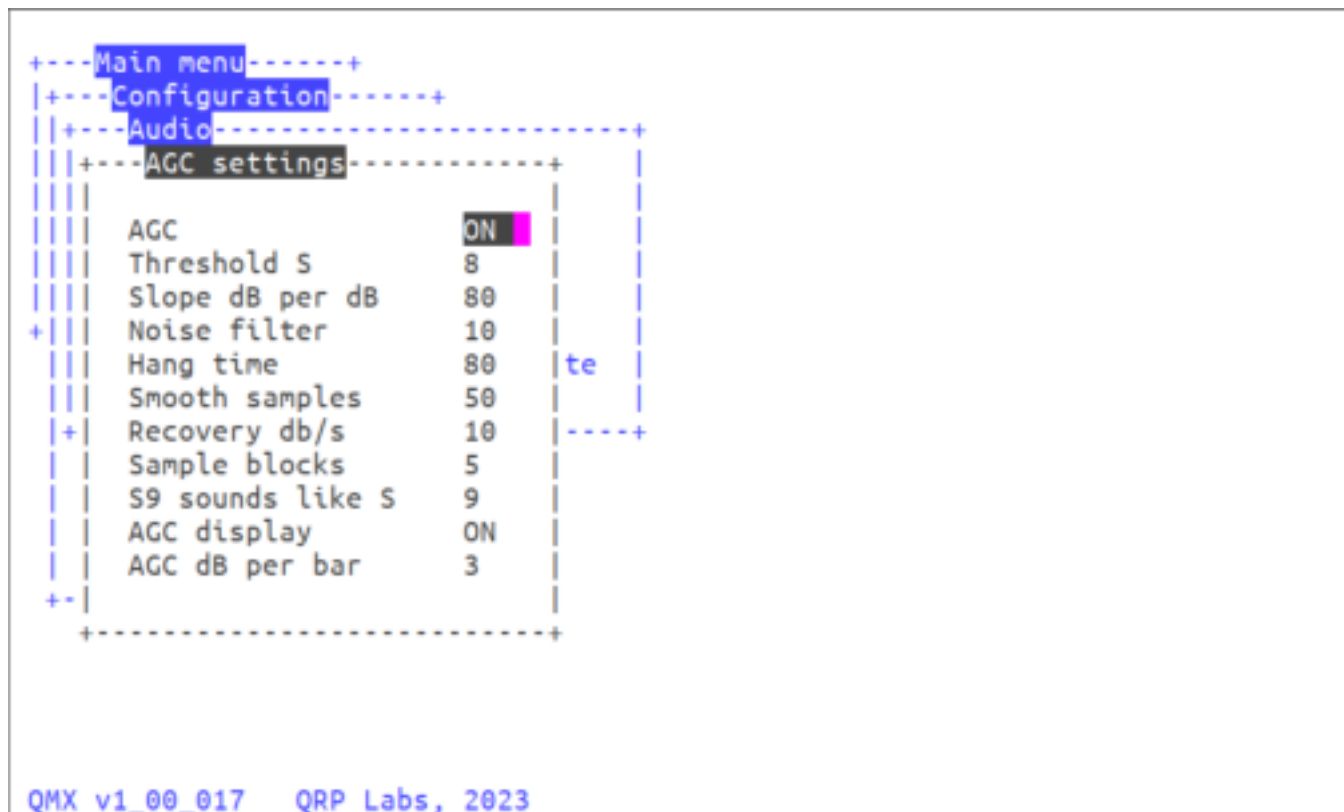 Main menu
Configuration
Audio
AGC settings
AGC ON
Threshold S 8
Slope dB per dB 80
Noise filter 10
Hang time 80 te
Smooth samples 50
Recovery db/s 10
Sample blocks 5
S9 sounds like S 9
AGC display ON
AGC dB per bar 3
QMX v1_00_017 QRP Labs, 2023